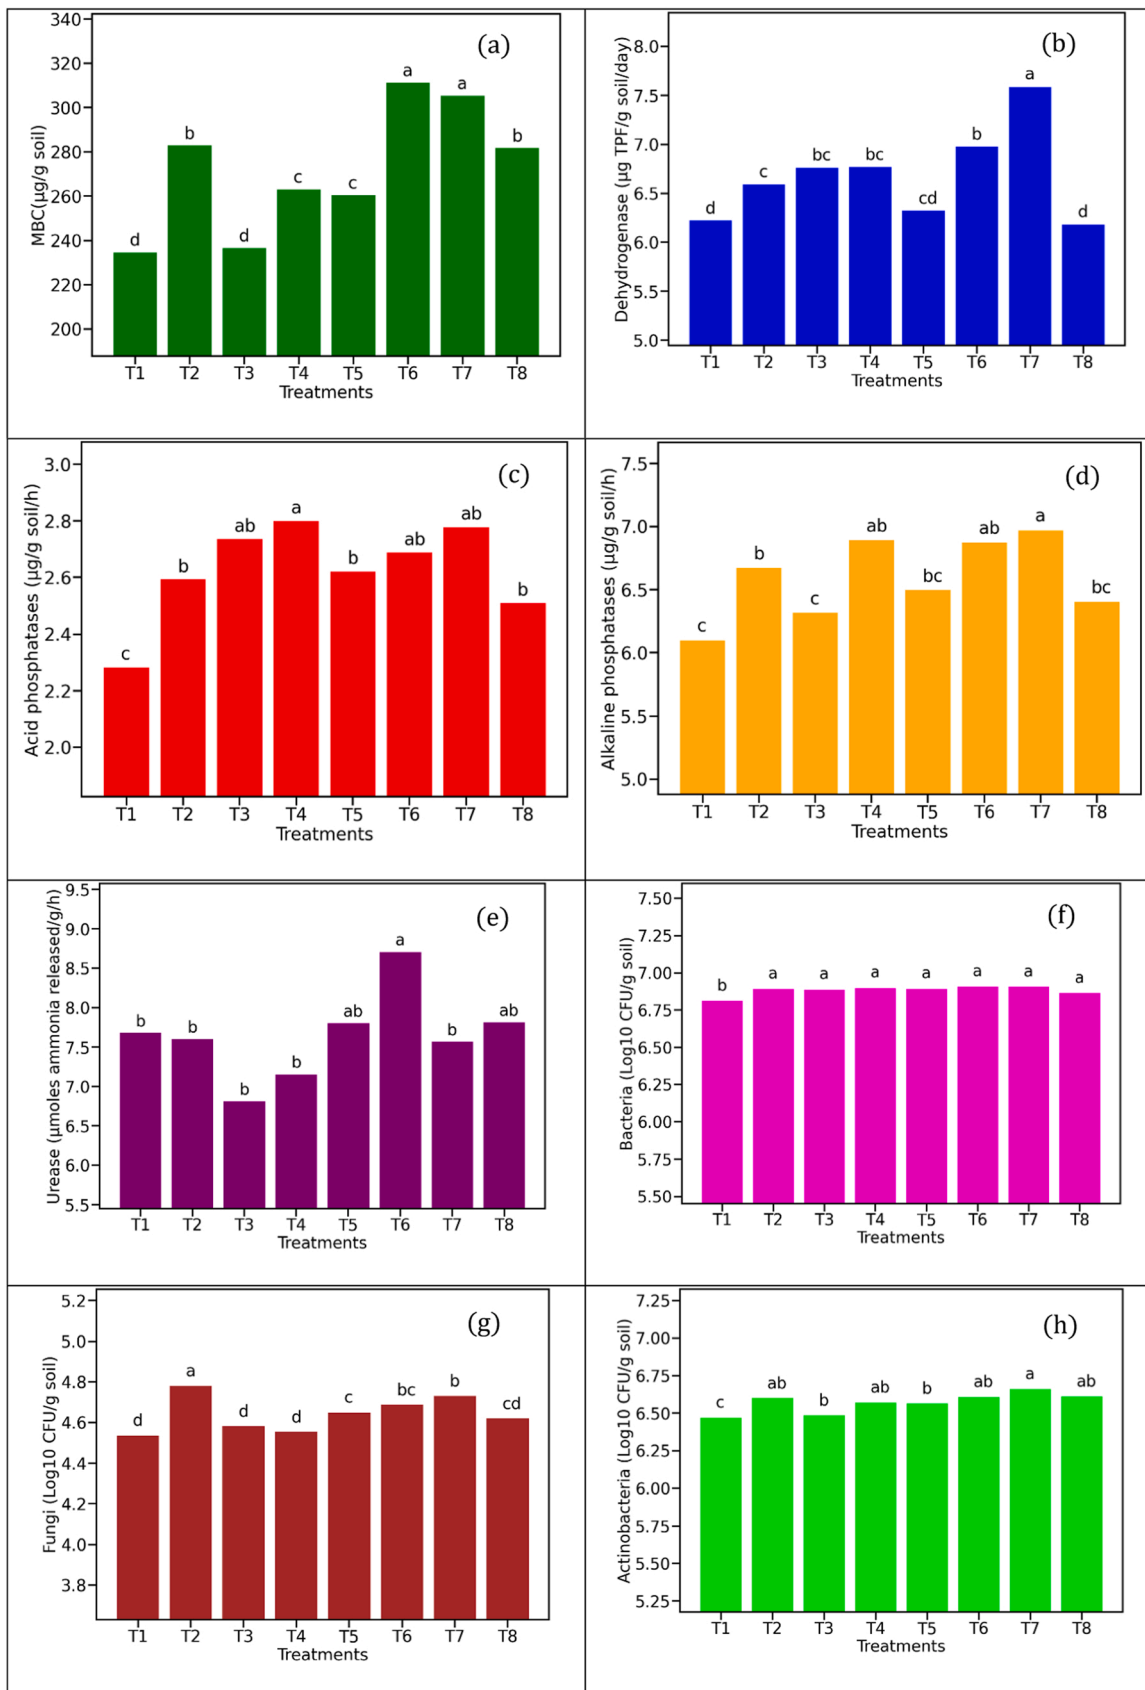 (a)
MBC(µg/g soil)
340
320
300
280
260
240
220
200
d b d c c a a b
T1 T2 T3 T4 T5 T6 T7 T8
Treatments
(b)
Dehydrogenase (µg TPF/g soil/day)
8.0
7.5
7.0
6.5
6.0
5.5
5.0
d c bc bc cd b a d
T1 T2 T3 T4 T5 T6 T7 T8
Treatments
(c)
Acid phosphatases (µg/g soil/h)
3.0
2.8
2.6
2.4
2.2
2.0
c b ab a b ab ab b
T1 T2 T3 T4 T5 T6 T7 T8
Treatments
(d)
Alkaline phosphatases (µg/g soil/h)
7.5
7.0
6.5
6.0
5.5
5.0
c b c ab bc ab a bc
T1 T2 T3 T4 T5 T6 T7 T8
Treatments
(e)
Urease (µmoles ammonia released/g/h)
9.5
9.0
8.5
8.0
7.5
7.0
6.5
6.0
5.5
b b b b ab a b ab
T1 T2 T3 T4 T5 T6 T7 T8
Treatments
(f)
Bacteria (Log10 CFU/g soil)
7.50
7.25
7.00
6.75
6.50
6.25
6.00
5.75
5.50
b a a a a a a a
T1 T2 T3 T4 T5 T6 T7 T8
Treatments
(g)
Fungi (Log10 CFU/g soil)
5.2
5.0
4.8
4.6
4.4
4.2
4.0
3.8
d a d d c bc b cd
T1 T2 T3 T4 T5 T6 T7 T8
Treatments
(h)
Actinobacteria (Log10 CFU/g soil)
7.25
7.00
6.75
6.50
6.25
6.00
5.75
5.50
5.25
c ab b ab b ab a ab
T1 T2 T3 T4 T5 T6 T7 T8
Treatments